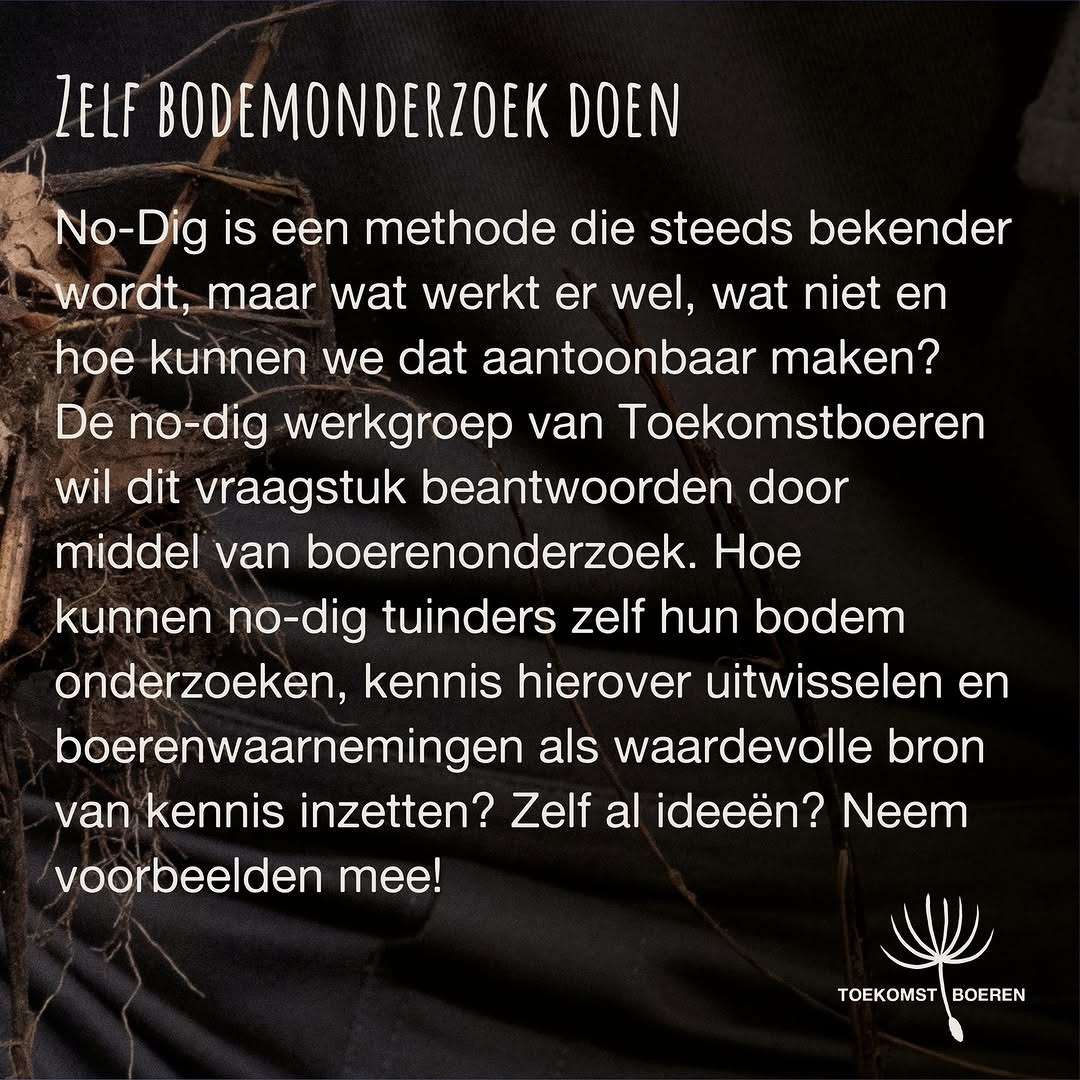 Zelf bodemonderzoek doen
No-Dig is een methode die steeds bekender
wordt, maar wat werkt er wel, wat niet en
hoe kunnen we dat aantoonbaar maken?
De no-dig werkgroep van Toekomstboeren
wil dit vraagstuk beantwoorden door
middel van boerenonderzoek. Hoe
kunnen no-dig tuinders zelf hun bodem
onderzoeken, kennis hierover uitwisselen en
boerenwaarnemingen als waardevolle bron
van kennis inzetten? Zelf al ideeën? Neem
voorbeelden mee!
TOEKOMST BOEREN